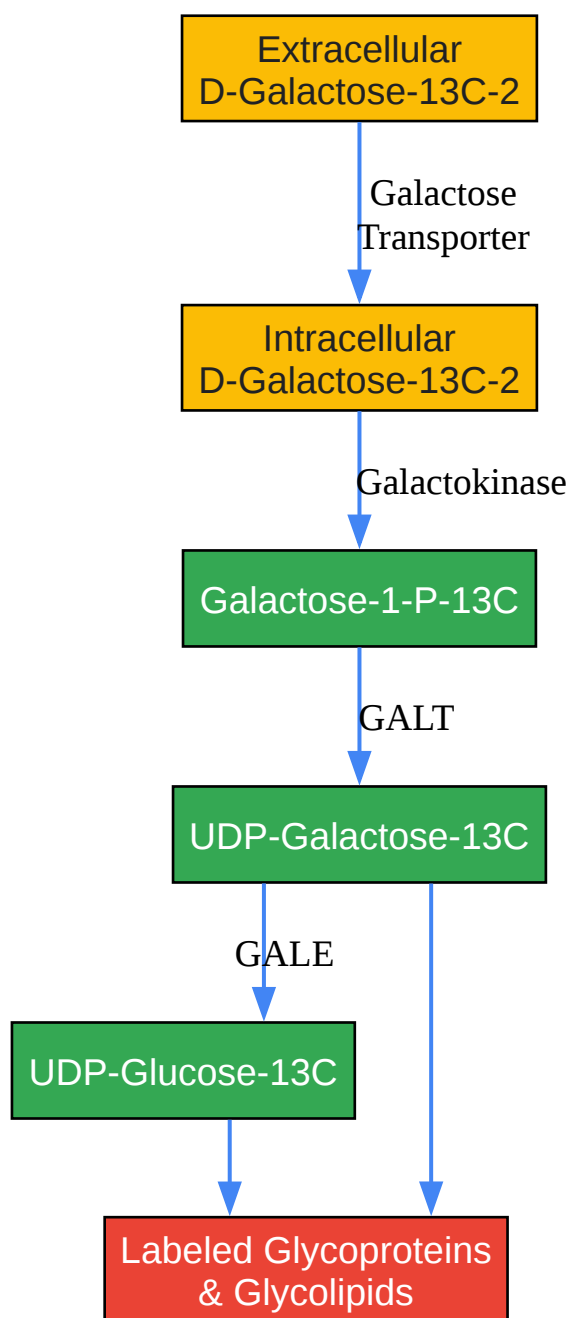 Extracellular
D-Galactose-13C-2
Galactose
Transporter
Intracellular
D-Galactose-13C-2
Galactokinase
Galactose-1-P-13C
GALT
UDP-Galactose-13C
GALE
UDP-Glucose-13C
Labeled Glycoproteins
& Glycolipids